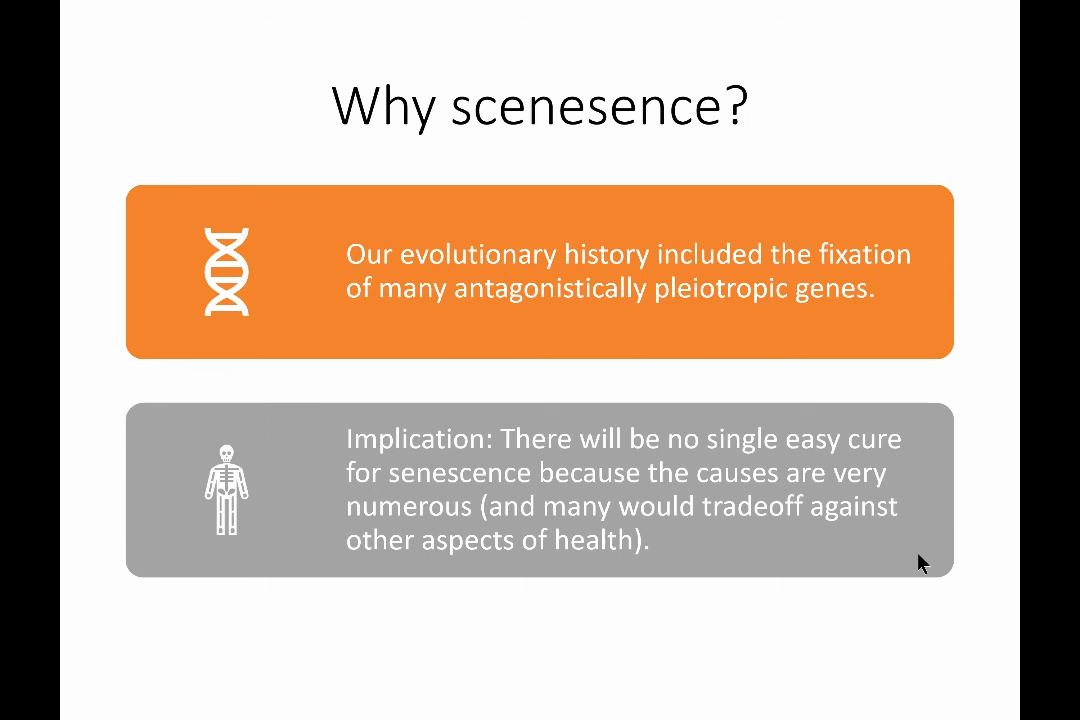 Why scenesence?
Our evolutionary history included the fixation
of many antagonistically pleiotropic genes.
Implication: There will be no single easy cure
for senescence because the causes are very
numerous (and many would tradeoff against
other aspects of health).